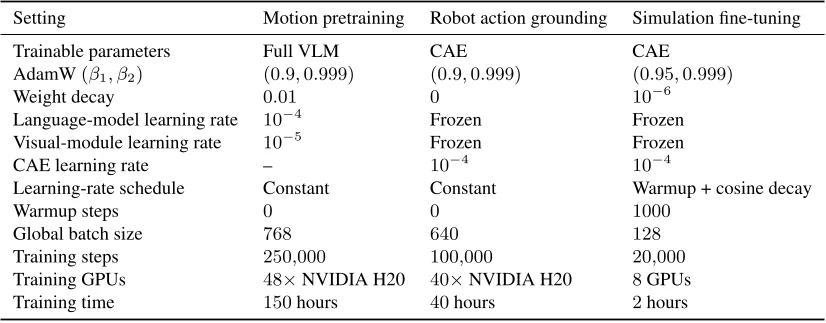 Setting Motion pretraining Robot action grounding Simulation fine-tuning
Trainable parameters Full VLM CAE CAE
AdamW (β₁, β₂) (0.9, 0.999) (0.9, 0.999) (0.95, 0.999)
Weight decay 0.01 0 10⁻⁶
Language-model learning rate 10⁻⁴ Frozen Frozen
Visual-module learning rate 10⁻⁵ Frozen Frozen
CAE learning rate – 10⁻⁴ 10⁻⁴
Learning-rate schedule Constant Constant Warmup + cosine decay
Warmup steps 0 0 1000
Global batch size 768 640 128
Training steps 250,000 100,000 20,000
Training GPUs 48× NVIDIA H20 40× NVIDIA H20 8 GPUs
Training time 150 hours 40 hours 2 hours